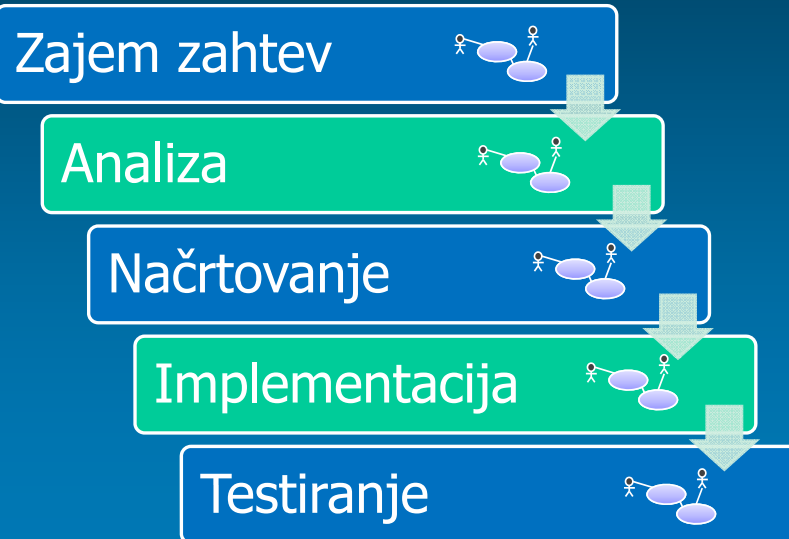 Zajem zahtev
Analiza
Načrtovanje
Implementacija
Testiranje